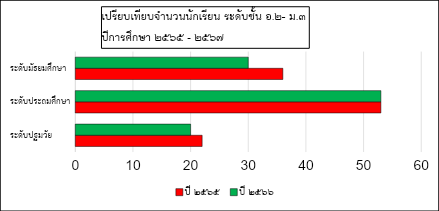 เปรียบเทียบจำนวนนักเรียน ระดับชั้น อ.๒- ม.๓
ปีการศึกษา ๒๕๖๕ - ๒๕๖๗
ระดับมัธยมศึกษา
ระดับประถมศึกษา
ระดับปฐมวัย
0 10 20 30 40 50 60
ปี ๒๕๖๕ ปี ๒๕๖๖